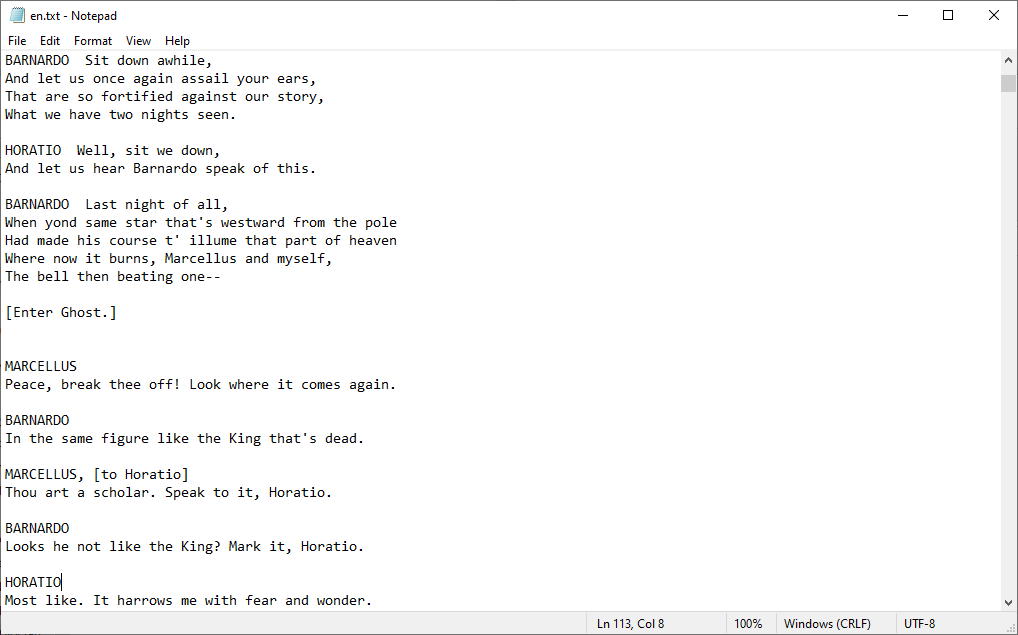 en.txt - Notepad
File Edit Format View Help
BARNARDO  Sit down awhile,
And let us once again assail your ears,
That are so fortified against our story,
What we have two nights seen.

HORATIO  Well, sit we down,
And let us hear Barnardo speak of this.

BARNARDO  Last night of all,
When yond same star that's westward from the pole
Had made his course t' illume that part of heaven
Where now it burns, Marcellus and myself,
The bell then beating one--

[Enter Ghost.]


MARCELLUS
Peace, break thee off! Look where it comes again.

BARNARDO
In the same figure like the King that's dead.

MARCELLUS, [to Horatio]
Thou art a scholar. Speak to it, Horatio.

BARNARDO
Looks he not like the King? Mark it, Horatio.

HORATIO
Most like. It harrows me with fear and wonder.
Ln 113, Col 8 100% Windows (CRLF) UTF-8